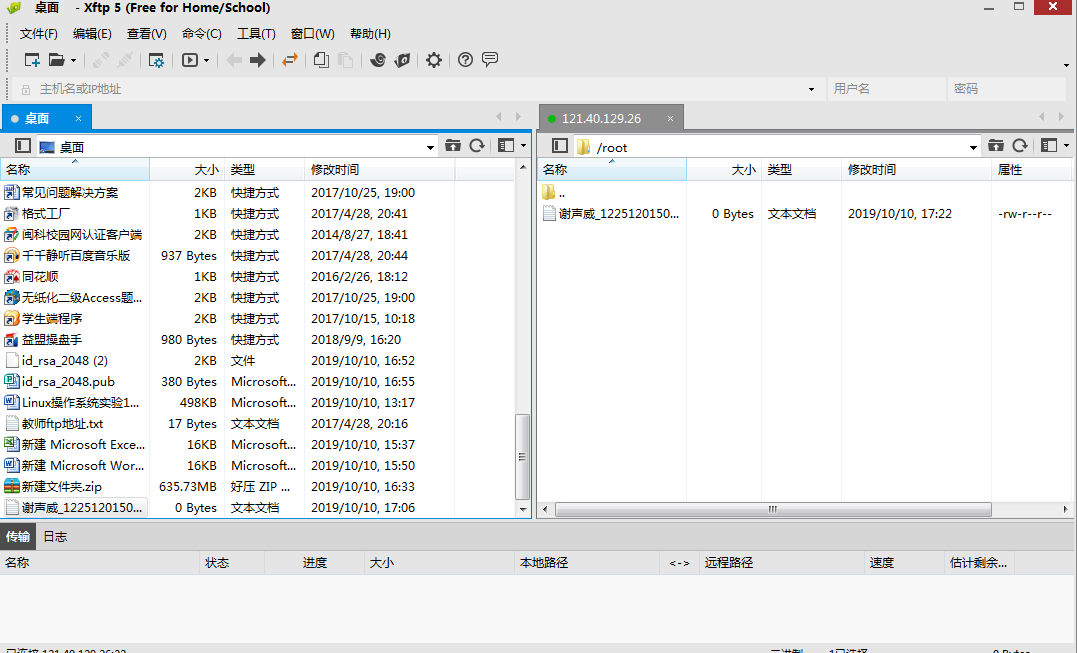 桌面 - Xftp 5 (Free for Home/School)
文件(F) 编辑(E) 查看(V) 命令(C) 工具(T) 窗口(W) 帮助(H)
主机名或IP地址 用户名 密码
桌面 × 121.40.129.26 ×
桌面 /root
名称 大小 类型 修改时间 名称 大小 类型 修改时间 属性
常见问题解决方案 2KB 快捷方式 2017/10/25, 19:00 ..
格式工厂 1KB 快捷方式 2017/4/28, 20:41 谢声威_1225120150... 0 Bytes 文本文档 2019/10/10, 17:22 -rw-r--r--
闽科校园网认证客户端 2KB 快捷方式 2014/8/27, 18:41
千千静听百度音乐版 937 Bytes 快捷方式 2017/4/28, 20:44
同花顺 1KB 快捷方式 2016/2/26, 18:12
无纸化二级Access题... 2KB 快捷方式 2017/10/25, 19:00
学生端程序 2KB 快捷方式 2017/10/15, 10:18
益盟操盘手 980 Bytes 快捷方式 2018/9/9, 16:20
id_rsa_2048 (2) 2KB 文件 2019/10/10, 16:52
id_rsa_2048.pub 380 Bytes Microsoft... 2019/10/10, 16:55
Linux操作系统实验1... 498KB Microsoft... 2019/10/10, 13:17
教师ftp地址.txt 17 Bytes 文本文档 2017/4/28, 20:16
新建 Microsoft Exce... 16KB Microsoft... 2019/10/10, 15:37
新建 Microsoft Wor... 16KB Microsoft... 2019/10/10, 15:50
新建文件夹.zip 635.73MB 好压 ZIP ... 2019/10/10, 16:33
谢声威_1225120150... 0 Bytes 文本文档 2019/10/10, 17:06
传输 日志
名称 状态 进度 大小 本地路径 <-> 远程路径 速度 估计剩余...
已连接 121.40.129.26:22 二进制 1已选择 0 Bytes